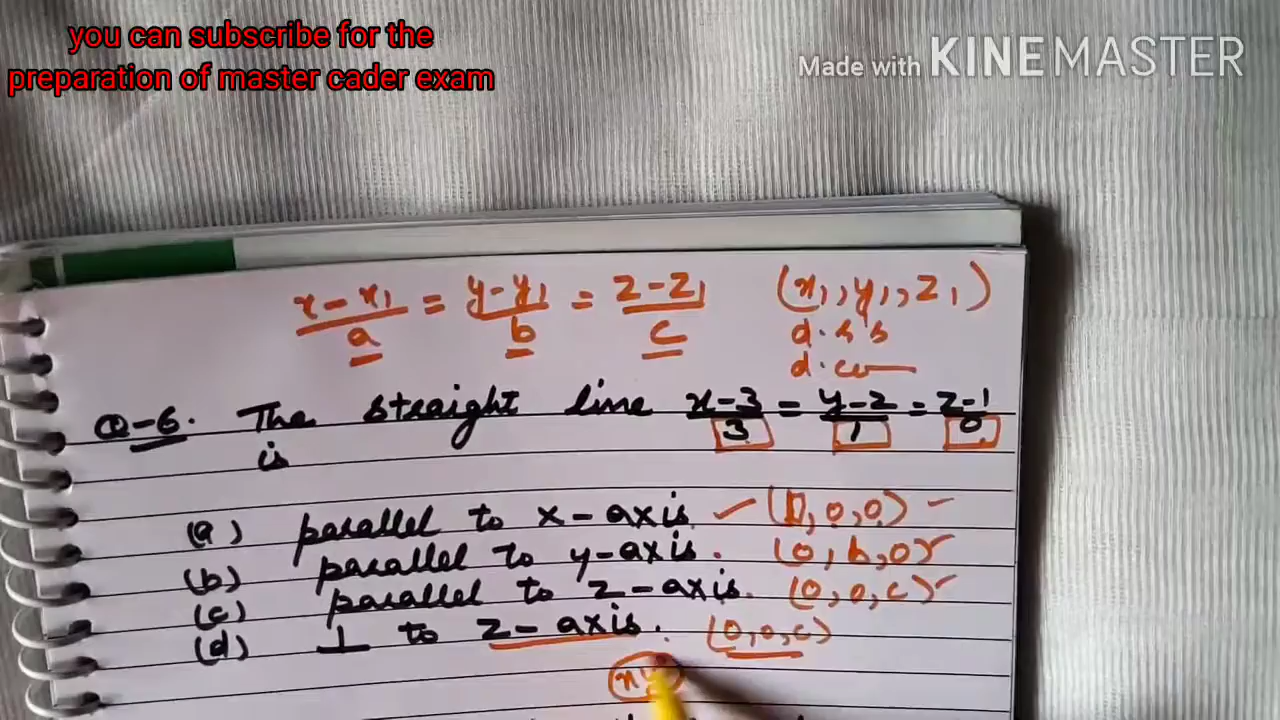 you can subscribe for the
preparation of master cader exam
Made with KINEMASTER
x-x₁/a = y-y₁/b = z-z₁/c (x₁,y₁,z₁)
d.r's
d.co
Q-6. The straight line x-3/3 = y-2/1 = z-1/0
is
(a) parallel to x-axis. (1,0,0)
(b) parallel to y-axis. (0,b,0)
(c) parallel to z-axis. (0,0,c)
(d) ⊥ to z-axis. (0,0,c)